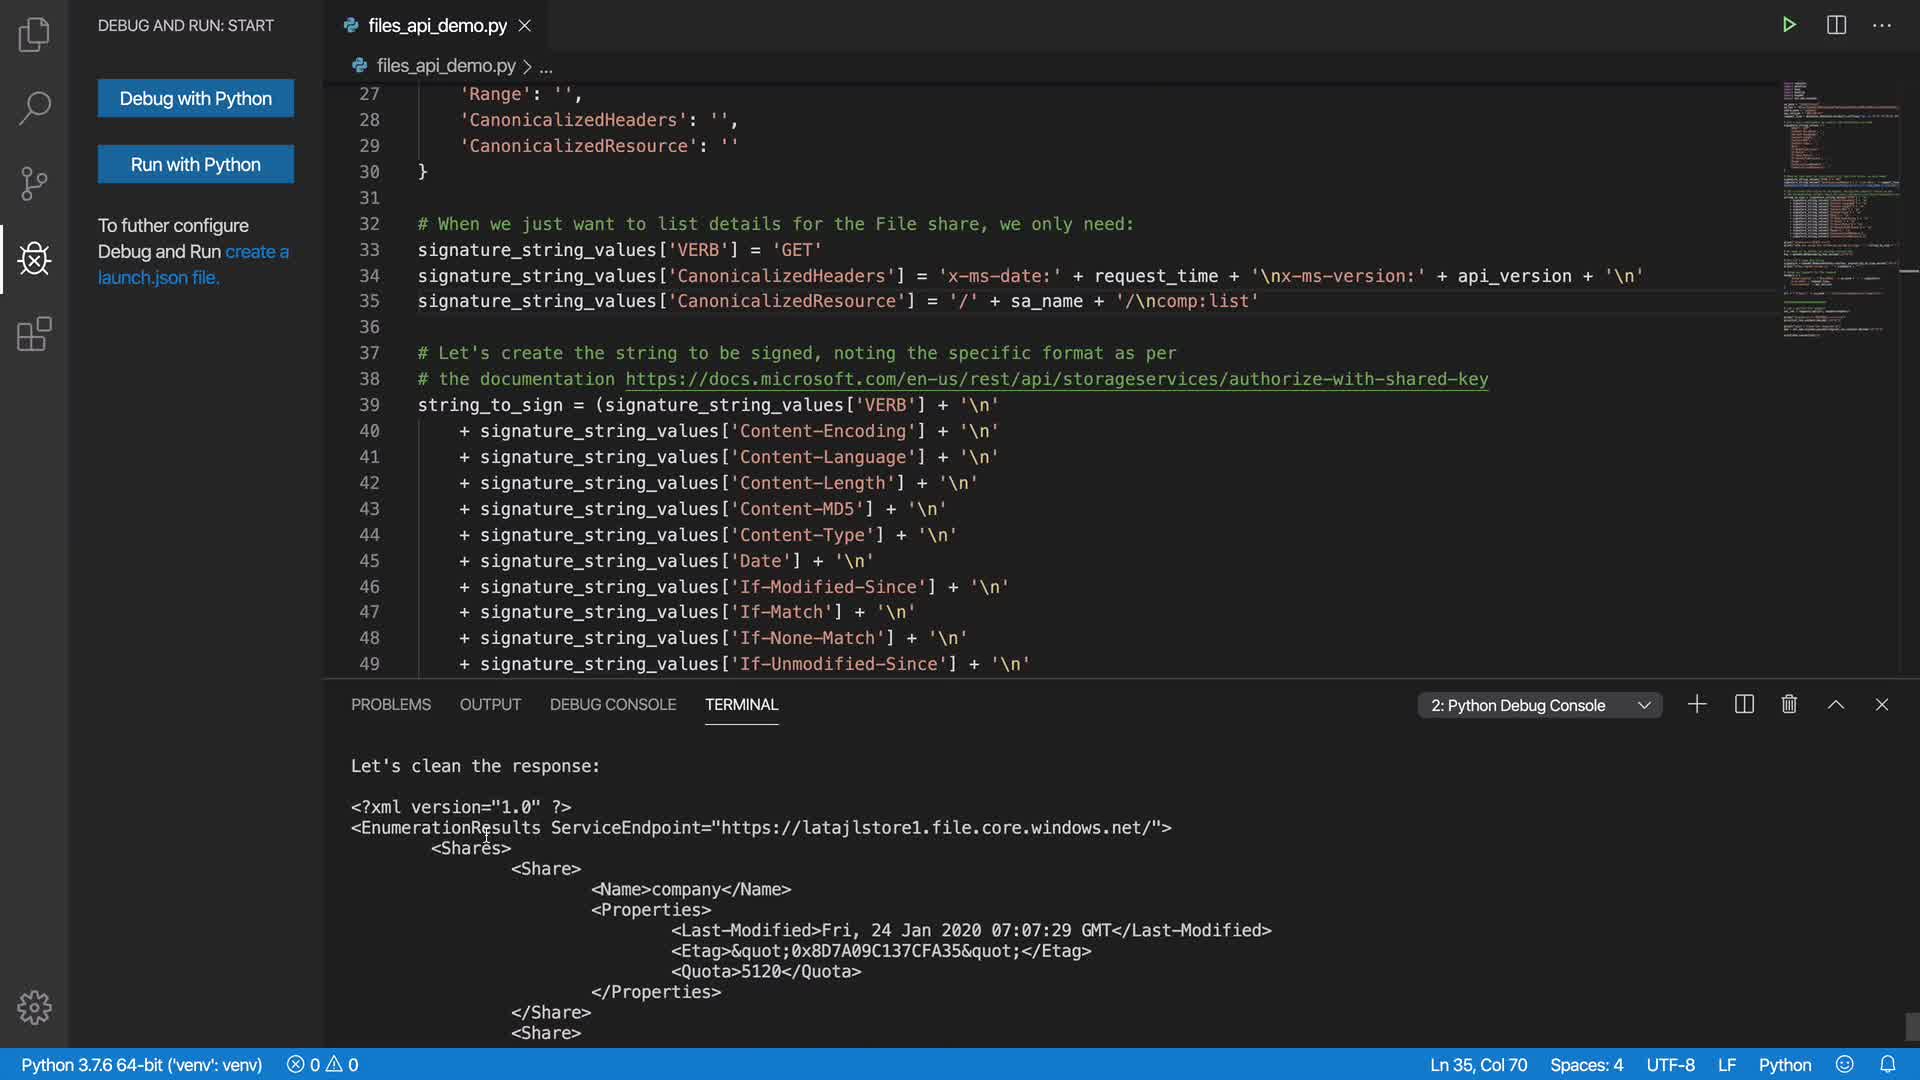 DEBUG AND RUN: START
Debug with Python
Run with Python
To futher configure
Debug and Run create a
launch.json file.
files_api_demo.py
files_api_demo.py > ...
27 'Range': '',
28 'CanonicalizedHeaders': '',
29 'CanonicalizedResource': ''
30 }
31
32 # When we just want to list details for the File share, we only need:
33 signature_string_values['VERB'] = 'GET'
34 signature_string_values['CanonicalizedHeaders'] = 'x-ms-date:' + request_time + '\nx-ms-version:' + api_version + '\n'
35 signature_string_values['CanonicalizedResource'] = '/' + sa_name + '/\ncomp:list'
36
37 # Let's create the string to be signed, noting the specific format as per
38 # the documentation https://docs.microsoft.com/en-us/rest/api/storageservices/authorize-with-shared-key
39 string_to_sign = (signature_string_values['VERB'] + '\n'
40 + signature_string_values['Content-Encoding'] + '\n'
41 + signature_string_values['Content-Language'] + '\n'
42 + signature_string_values['Content-Length'] + '\n'
43 + signature_string_values['Content-MD5'] + '\n'
44 + signature_string_values['Content-Type'] + '\n'
45 + signature_string_values['Date'] + '\n'
46 + signature_string_values['If-Modified-Since'] + '\n'
47 + signature_string_values['If-Match'] + '\n'
48 + signature_string_values['If-None-Match'] + '\n'
49 + signature_string_values['If-Unmodified-Since'] + '\n'
PROBLEMS OUTPUT DEBUG CONSOLE TERMINAL 2: Python Debug Console
Let's clean the response:
<?xml version="1.0" ?>
<EnumerationResults ServiceEndpoint="https://latajlstore1.file.core.windows.net/">
<Shares>
<Share>
<Name>company</Name>
<Properties>
<Last-Modified>Fri, 24 Jan 2020 07:07:29 GMT</Last-Modified>
<Etag>&quot;0x8D7A09C137CFA35&quot;</Etag>
<Quota>5120</Quota>
</Properties>
</Share>
<Share>
Python 3.7.6 64-bit ('venv': venv) 0 0 Ln 35, Col 70 Spaces: 4 UTF-8 LF Python